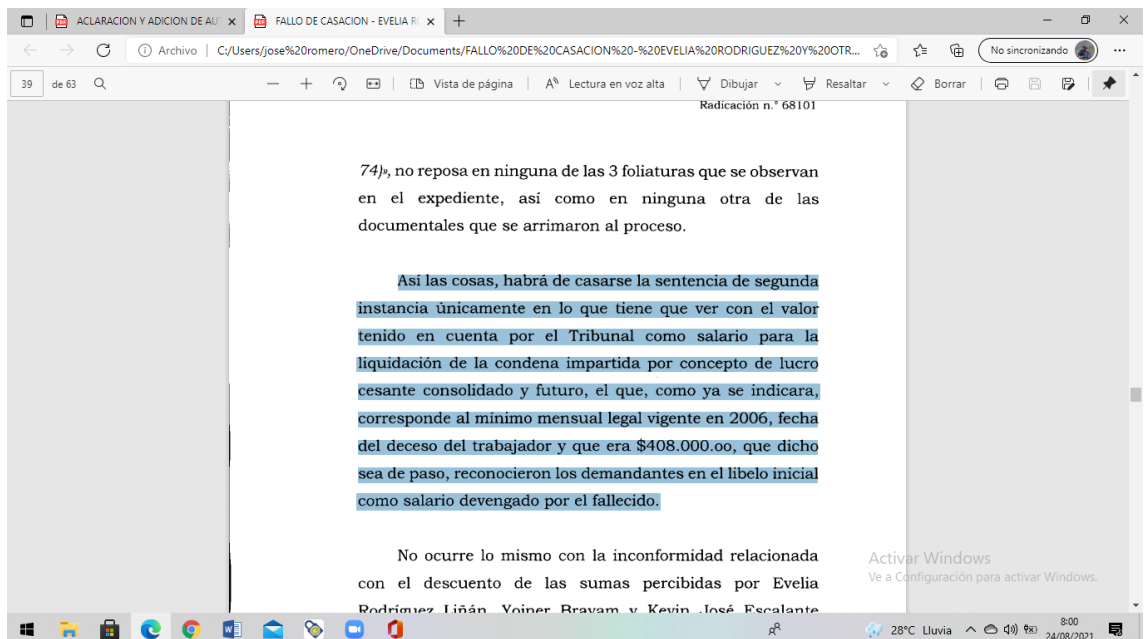 ACLARACION Y ADICION DE AU
FALLO DE CASACION - EVELIA R
Archivo C:/Users/jose%20romero/OneDrive/Documents/FALLO%20DE%20CASACION%20-%20EVELIA%20RODRIGUEZ%20Y%20OTR... No sincronizando
39 de 63 Vista de página Lectura en voz alta Dibujar Resaltar Borrar
Radicación n.° 68101
74)», no reposa en ninguna de las 3 foliaturas que se observan
en el expediente, así como en ninguna otra de las
documentales que se arrimaron al proceso.
Así las cosas, habrá de casarse la sentencia de segunda
instancia únicamente en lo que tiene que ver con el valor
tenido en cuenta por el Tribunal como salario para la
liquidación de la condena impartida por concepto de lucro
cesante consolidado y futuro, el que, como ya se indicara,
corresponde al mínimo mensual legal vigente en 2006, fecha
del deceso del trabajador y que era $408.000.oo, que dicho
sea de paso, reconocieron los demandantes en el libelo inicial
como salario devengado por el fallecido.
No ocurre lo mismo con la inconformidad relacionada
con el descuento de las sumas percibidas por Evelia
Rodríguez Liñán, Yoiner Brayam y Kevin José Escalante
Activar Windows
Ve a Configuración para activar Windows.
28°C Lluvia
8:00
24/08/2021